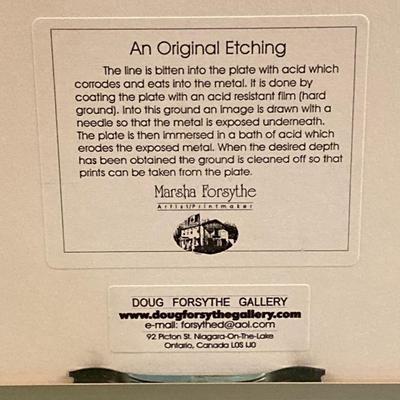 An Original Etching
The line is bitten into the plate with acid which
corrodes and eats into the metal. It is done by
coating the plate with an acid resistant film (hard
ground). Into this ground an image is drawn with a
needle so that the metal is exposed underneath.
The plate is then immersed in a bath of acid which
erodes the exposed metal. When the desired depth
has been obtained the ground is cleaned off so that
prints can be taken from the plate.
Marsha Forsythe
Artist/Printmaker
DOUG FORSYTHE GALLERY
www.dougforsythegallery.com
e-mail: forsythed@aol.com
92 Picton St. Niagara-On-The-Lake
Ontario, Canada L0S 1J0